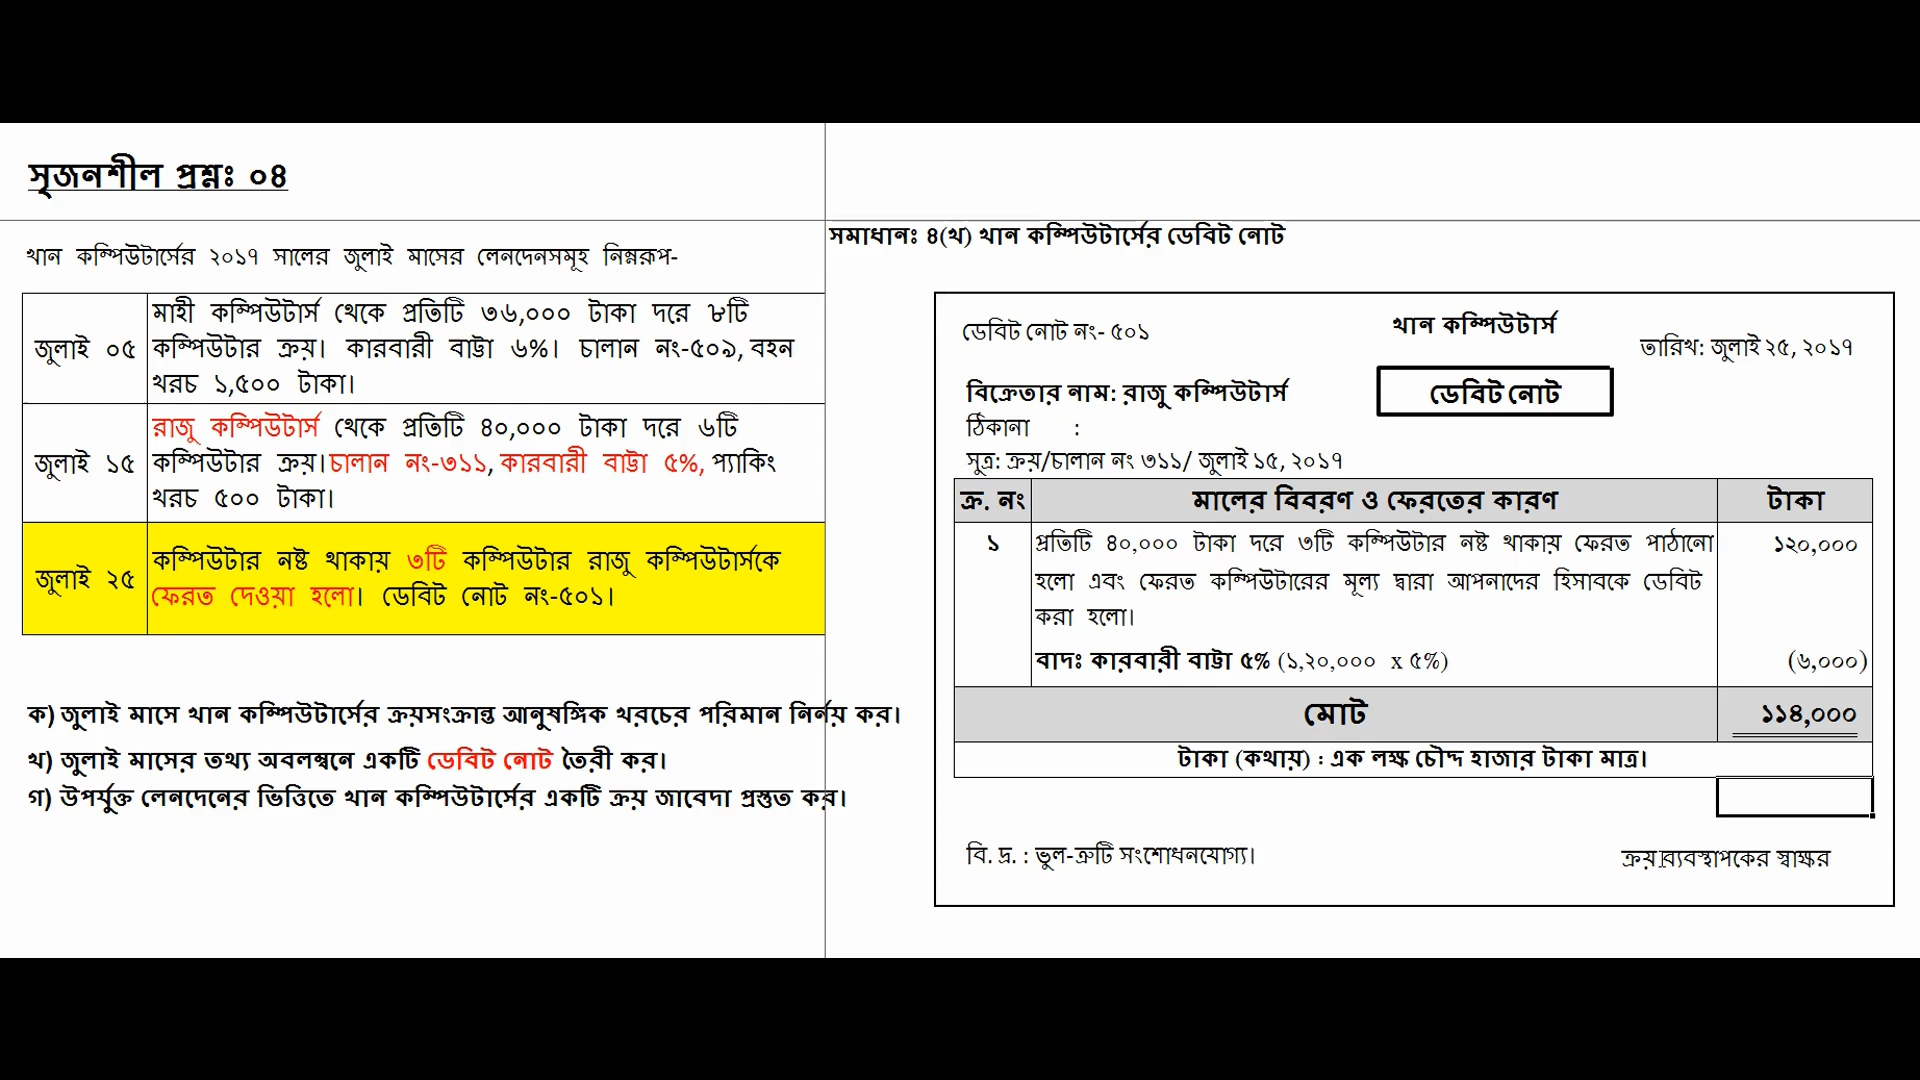 সৃজনশীল প্রশ্নঃ ০৪
খান কম্পিউটার্সের ২০১৭ সালের জুলাই মাসের লেনদেনসমূহ নিম্নরূপ-
জুলাই ০৫
মাহী কম্পিউটার্স থেকে প্রতিটি ৩৬,০০০ টাকা দরে ৮টি
কম্পিউটার ক্রয়। কারবারী বাট্টা ৬%। চালান নং-৫০৯, বহন
খরচ ১,৫০০ টাকা।
জুলাই ১৫
রাজু কম্পিউটার্স থেকে প্রতিটি ৪০,০০০ টাকা দরে ৬টি
কম্পিউটার ক্রয়। চালান নং-৩১১, কারবারী বাট্টা ৫%, প্যাকিং
খরচ ৫০০ টাকা।
জুলাই ২৫
কম্পিউটার নষ্ট থাকায় ৩টি কম্পিউটার রাজু কম্পিউটার্সকে
ফেরত দেওয়া হলো। ডেবিট নোট নং-৫০১।
ক) জুলাই মাসে খান কম্পিউটার্সের ক্রয়সংক্রান্ত আনুষঙ্গিক খরচের পরিমান নির্নয় কর।
খ) জুলাই মাসের তথ্য অবলম্বনে একটি ডেবিট নোট তৈরী কর।
গ) উপর্যুক্ত লেনদেনের ভিত্তিতে খান কম্পিউটার্সের একটি ক্রয় জাবেদা প্রস্তুত কর।
সমাধানঃ ৪(খ) খান কম্পিউটার্সের ডেবিট নোট
খান কম্পিউটার্স
ডেবিট নোট নং- ৫০১
তারিখ: জুলাই ২৫, ২০১৭
বিক্রেতার নাম: রাজু কম্পিউটার্স
ডেবিট নোট
ঠিকানা :
সুত্র: ক্রয়/চালান নং ৩১১/ জুলাই ১৫, ২০১৭
ক্র. নং মালের বিবরণ ও ফেরতের কারণ টাকা
১ প্রতিটি ৪০,০০০ টাকা দরে ৩টি কম্পিউটার নষ্ট থাকায় ফেরত পাঠানো ১২০,০০০
হলো এবং ফেরত কম্পিউটারের মূল্য দ্বারা আপনাদের হিসাবকে ডেবিট
করা হলো।
বাদঃ কারবারী বাট্টা ৫% (১,২০,০০০ x ৫%) (৬,০০০)
মোট ১১৪,০০০
টাকা (কথায়) : এক লক্ষ চৌদ্দ হাজার টাকা মাত্র।
বি. দ্র. : ভুল-ত্রুটি সংশোধনযোগ্য।
ক্রয় ব্যবস্থাপকের স্বাক্ষর